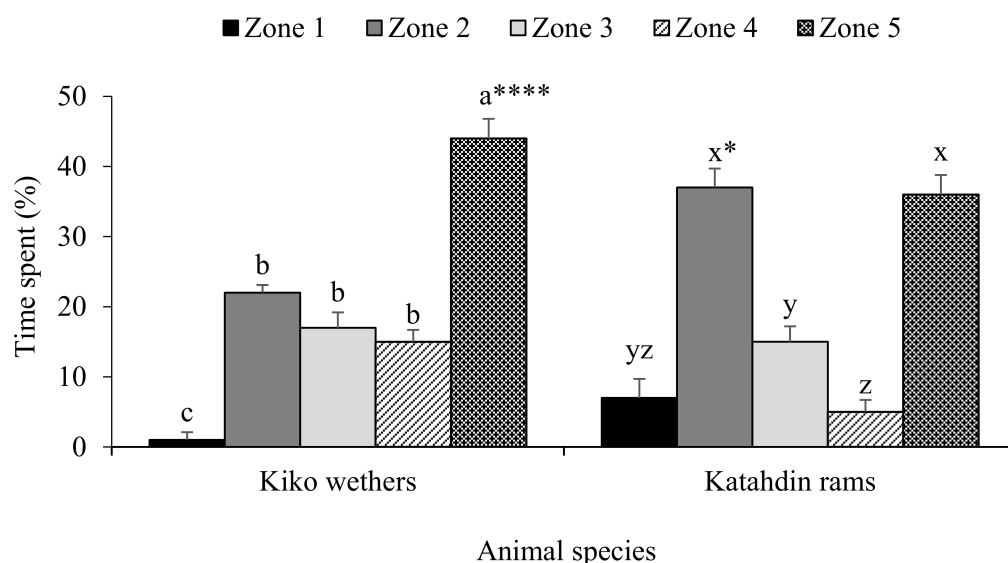 Zone 1 Zone 2 Zone 3 Zone 4 Zone 5
50
40
30
20
10
0
Time spent (%)
c b b b a****
yz x* y z x
Kiko wethers Katahdin rams
Animal species